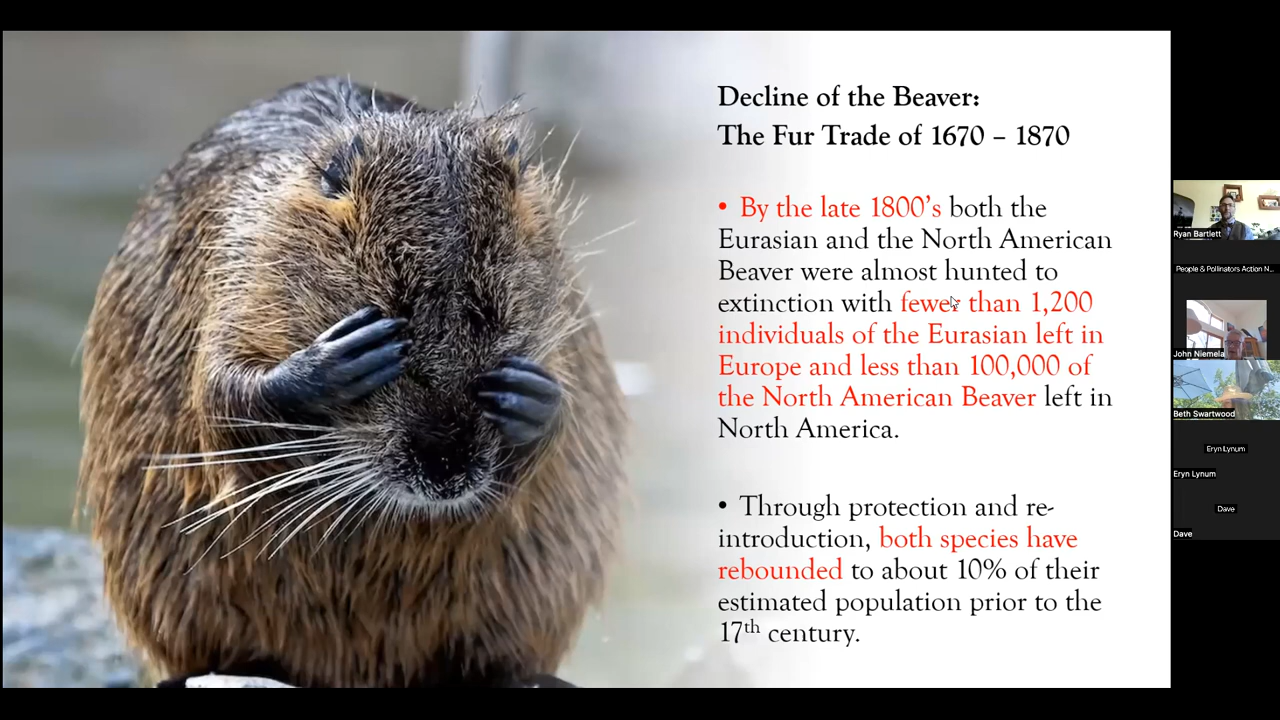 Decline of the Beaver:
The Fur Trade of 1670 – 1870
• By the late 1800's both the
Eurasian and the North American
Beaver were almost hunted to
extinction with fewer than 1,200
individuals of the Eurasian left in
Europe and less than 100,000 of
the North American Beaver left in
North America.
• Through protection and re-
introduction, both species have
rebounded to about 10% of their
estimated population prior to the
17th century.
Ryan Bartlett
People & Pollinators Action N...
John Niemela
Beth Swartwood
Eryn Lynum
Eryn Lynum
Dave
Dave